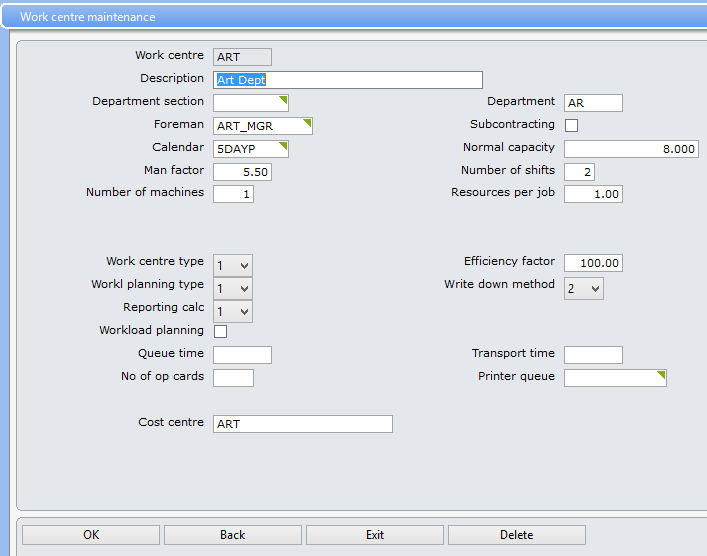 Work centre maintenance
Work centre ART
Description Art Dept
Department section Department AR
Foreman ART_MGR Subcontracting
Calendar 5DAYP Normal capacity 8.000
Man factor 5.50 Number of shifts 2
Number of machines 1 Resources per job 1.00
Work centre type 1 Efficiency factor 100.00
Workl planning type 1 Write down method 2
Reporting calc 1
Workload planning
Queue time Transport time
No of op cards Printer queue
Cost centre ART
OK Back Exit Delete